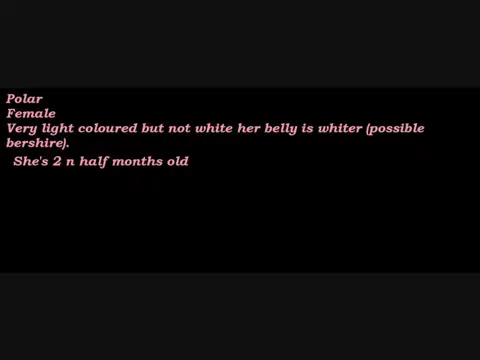 Polar
Female
Very light coloured but not white her belly is whiter (possible
bershire).
She's 2 n half months old